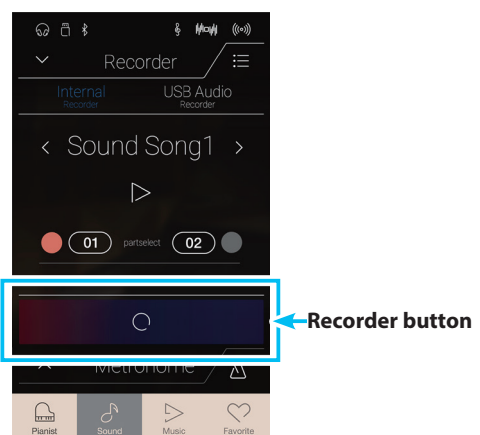 Recorder
Internal
Recorder
USB Audio
Recorder
Sound Song1
01 partselect 02
Recorder button
Metronome
Pianist Sound Music Favorite